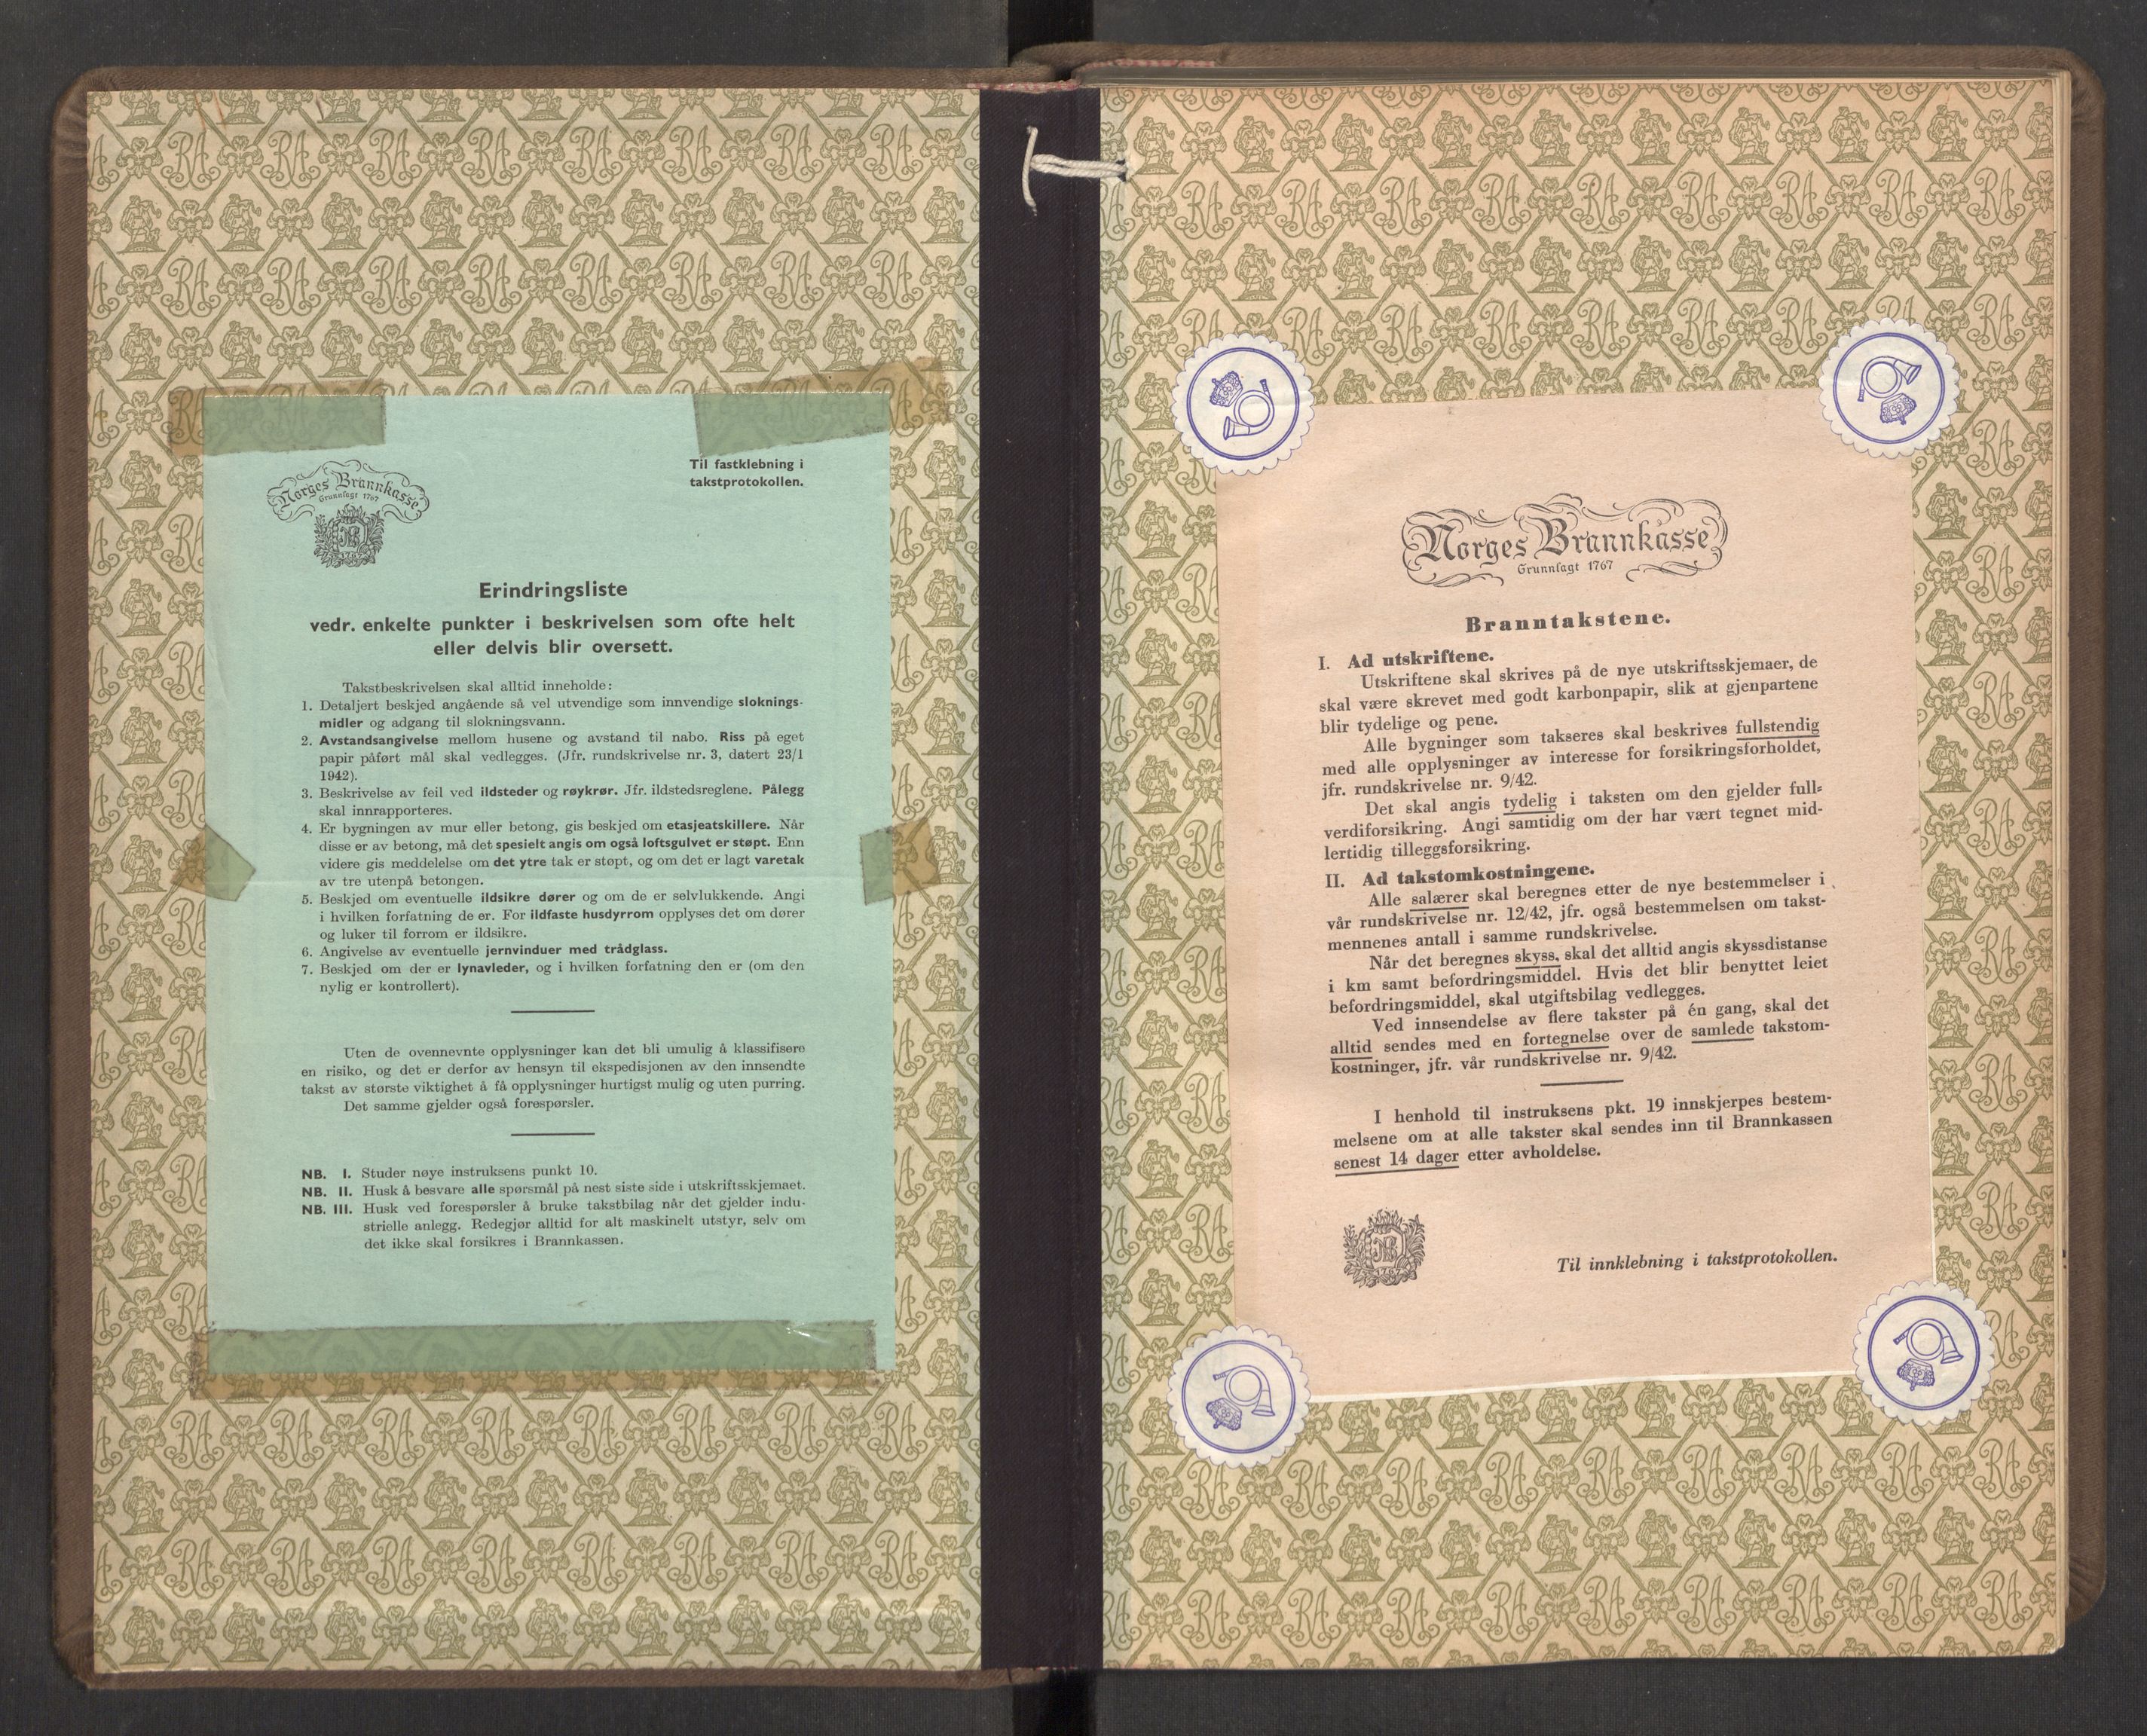 Norges Brannkasse
Grunnlagt 1767
1767
Til fastklebning i
takstprotokollen.
Erindringsliste
vedr. enkelte punkter i beskrivelsen som ofte helt
eller delvis blir oversett.
Takstbeskrivelsen skal alltid inneholde:
1. Detaljert beskjed angående så vel utvendige som innvendige sloknings-
midler og adgang til slokningsvann.
2. Avstandsangivelse mellom husene og avstand til nabo. Riss på eget
papir påført mål skal vedlegges. (Jfr. rundskrivelse nr. 3, datert 23/1
1942).
3. Beskrivelse av feil ved ildsteder og røykrør. Jfr. ildstedsreglene. Pålegg
skal innrapporteres.
4. Er bygningen av mur eller betong, gis beskjed om etasjeatskillere. Når
disse er av betong, må det spesielt angis om også loftsgulvet er støpt. Enn
videre gis meddelelse om det ytre tak er støpt, og om det er lagt varetak
av tre utenpå betongen.
5. Beskjed om eventuelle ildsikre dører og om de er selvlukkende. Angi
i hvilken forfatning de er. For ildfaste husdyrrom opplyses det om dører
og luker til forrom er ildsikre.
6. Angivelse av eventuelle jernvinduer med trådglass.
7. Beskjed om der er lynavleder, og i hvilken forfatning den er (om den
nylig er kontrollert).
Uten de ovennevnte opplysninger kan det bli umulig å klassifisere
en risiko, og det er derfor av hensyn til ekspedisjonen av den innsendte
takst av største viktighet å få opplysninger hurtigst mulig og uten purring.
Det samme gjelder også forespørsler.
NB. I. Studer nøye instruksens punkt 10.
NB. II. Husk å besvare alle spørsmål på nest siste side i utskriftsskjemaet.
NB. III. Husk ved forespørsler å bruke takstbilag når det gjelder indu-
strielle anlegg. Redegjør alltid for alt maskinelt utstyr, selv om
det ikke skal forsikres i Brannkassen.
Norges Brannkasse
Grunnlagt 1767
Branntakstene.
I. Ad utskriftene.
Utskriftene skal skrives på de nye utskriftsskjemaer, de
skal være skrevet med godt karbonpapir, slik at gjenpartene
blir tydelige og pene.
Alle bygninger som takseres skal beskrives fullstendig
med alle opplysninger av interesse for forsikringsforholdet,
jfr. rundskrivelse nr. 9/42.
Det skal angis tydelig i taksten om den gjelder full-
verdiforsikring. Angi samtidig om der har vært tegnet mid-
lertidig tilleggsforsikring.
II. Ad takstomkostningene.
Alle salærer skal beregnes etter de nye bestemmelser i
vår rundskrivelse nr. 12/42, jfr. også bestemmelsen om takst-
mennenes antall i samme rundskrivelse.
Når det beregnes skyss, skal det alltid angis skyssdistanse
i km samt befordringsmiddel. Hvis det blir benyttet leiet
befordringsmiddel, skal utgiftsbilag vedlegges.
Ved innsendelse av flere takster på én gang, skal det
alltid sendes med en fortegnelse over de samlede takstom-
kostninger, jfr. vår rundskrivelse nr. 9/42.
I henhold til instruksens pkt. 19 innskjerpes bestem-
melsene om at alle takster skal sendes inn til Brannkassen
senest 14 dager etter avholdelse.
1767
Til innklebning i takstprotokollen.